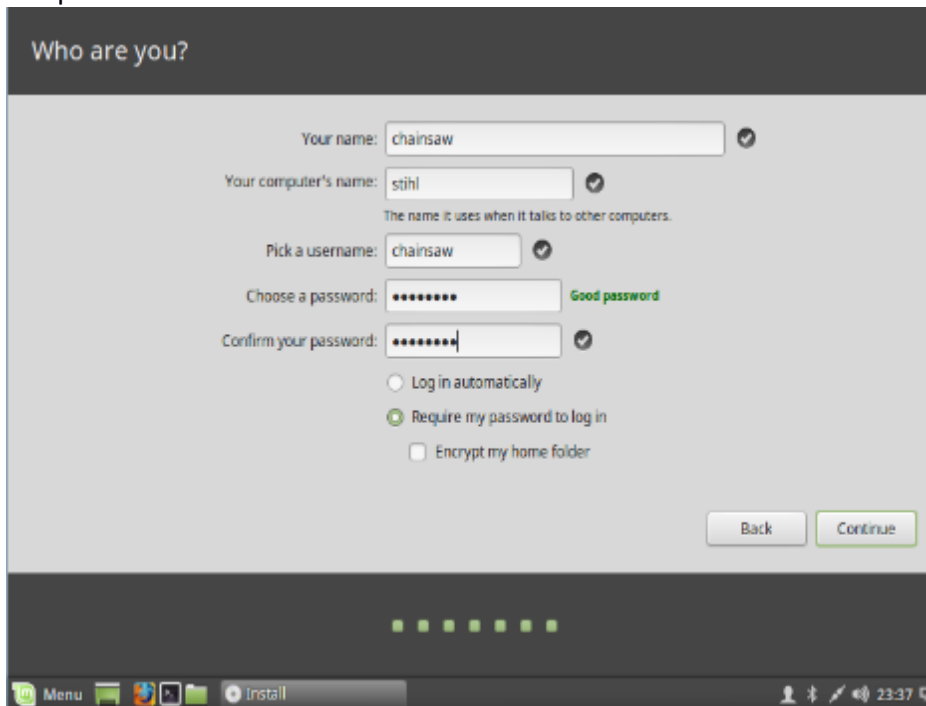 Who are you?
Your name: chainsaw
Your computer's name: stihl
The name it uses when it talks to other computers.
Pick a username: chainsaw
Choose a password: ●●●●●●●● Good password
Confirm your password: ●●●●●●●●
Log in automatically
Require my password to log in
Encrypt my home folder
Back Continue
Menu Install 23:37